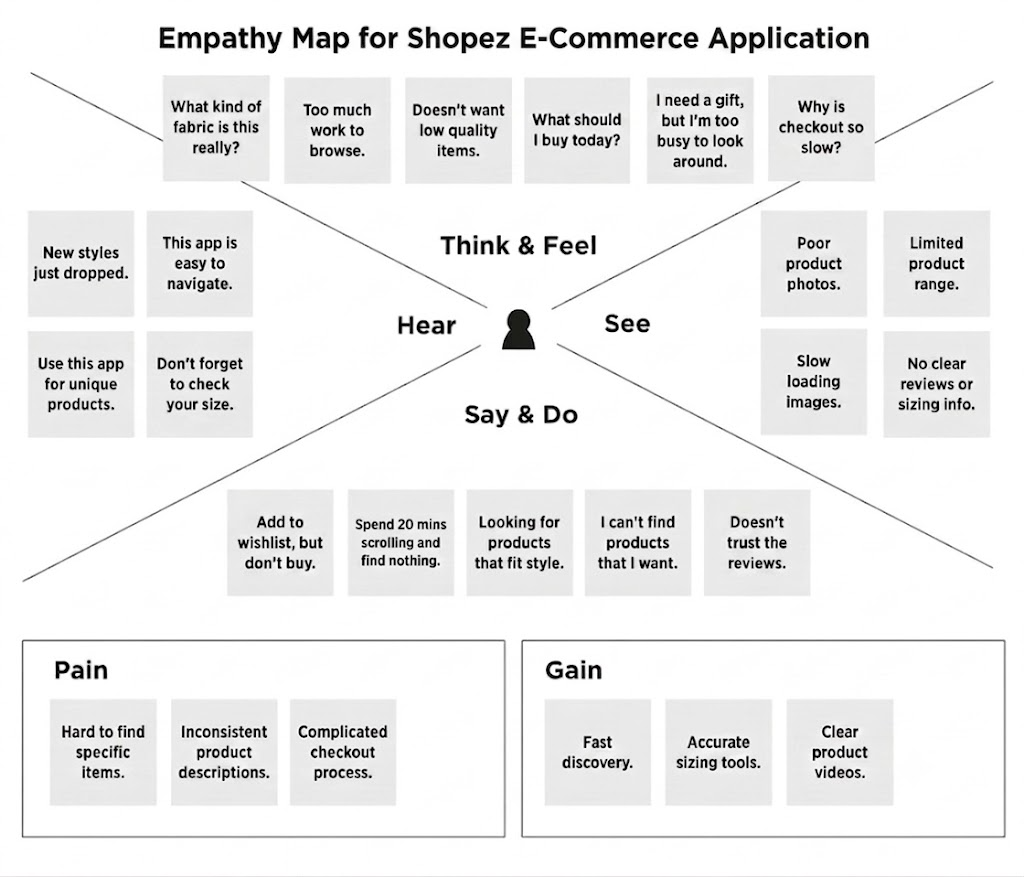 Empathy Map for Shopez E-Commerce Application
What kind of
fabric is this
really?
Too much
work to
browse.
Doesn't want
low quality
items.
What should
I buy today?
I need a gift,
but I'm too
busy to look
around.
Why is
checkout so
slow?
Think & Feel
New styles
just dropped.
This app is
easy to
navigate.
Use this app
for unique
products.
Don't forget
to check
your size.
Hear
See
Poor
product
photos.
Limited
product
range.
Slow
loading
images.
No clear
reviews or
sizing info.
Say & Do
Add to
wishlist, but
don't buy.
Spend 20 mins
scrolling and
find nothing.
Looking for
products
that fit style.
I can't find
products
that I want.
Doesn't
trust the
reviews.
Pain
Hard to find
specific
items.
Inconsistent
product
descriptions.
Complicated
checkout
process.
Gain
Fast
discovery.
Accurate
sizing tools.
Clear
product
videos.